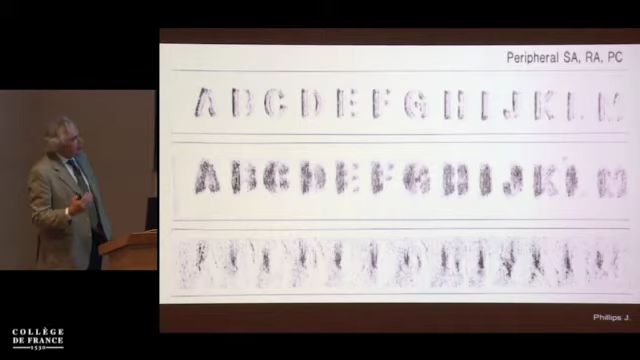 Peripheral SA, RA, PC
A B C D E F G H I J K L M
A B C D E F G H I J K L M
Phillips J.
COLLÈGE
DE FRANCE
1530